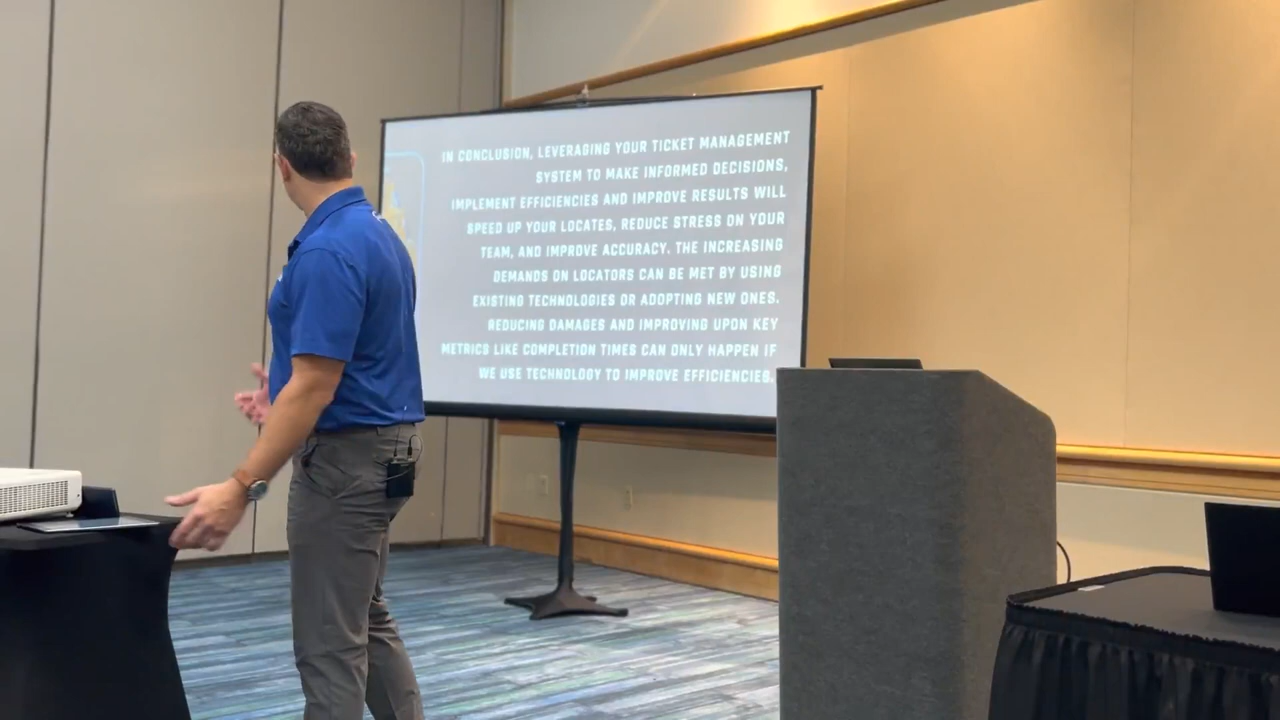 IN CONCLUSION, LEVERAGING YOUR TICKET MANAGEMENT
SYSTEM TO MAKE INFORMED DECISIONS,
IMPLEMENT EFFICIENCIES AND IMPROVE RESULTS WILL
SPEED UP YOUR LOCATES, REDUCE STRESS ON YOUR
TEAM, AND IMPROVE ACCURACY. THE INCREASING
DEMANDS ON LOCATORS CAN BE MET BY USING
EXISTING TECHNOLOGIES OR ADOPTING NEW ONES.
REDUCING DAMAGES AND IMPROVING UPON KEY
METRICS LIKE COMPLETION TIMES CAN ONLY HAPPEN IF
WE USE TECHNOLOGY TO IMPROVE EFFICIENCIES.